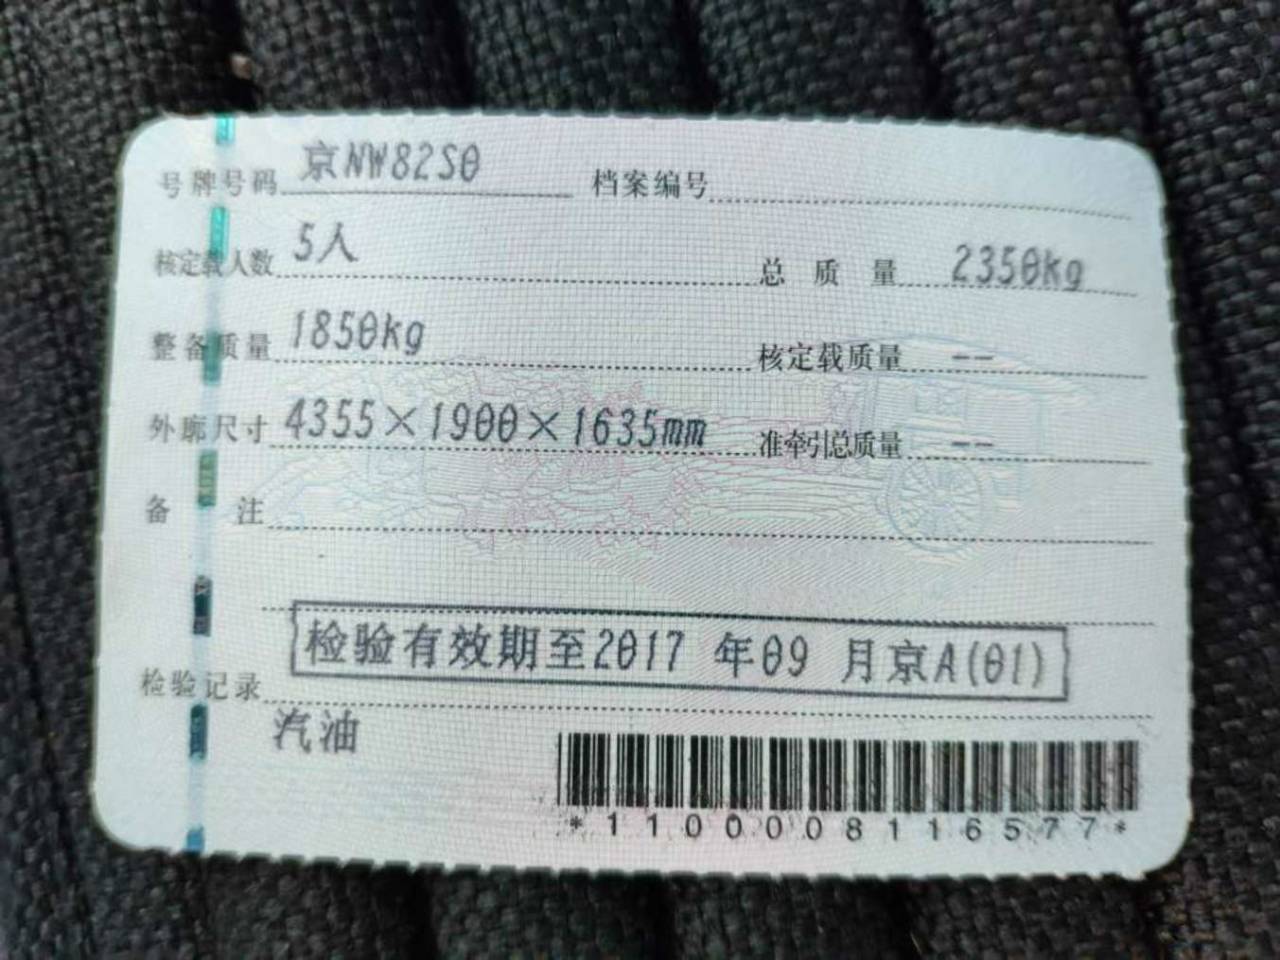 号牌号码 京NW82S0 档案编号
核定载人数 5人 总质量 2350kg
整备质量 1850kg 核定载质量 --
外廓尺寸 4355×1900×1635mm 准牵引总质量 --
备注
检验有效期至2017 年09 月京A(01)
检验记录
汽油
*1100008116577*